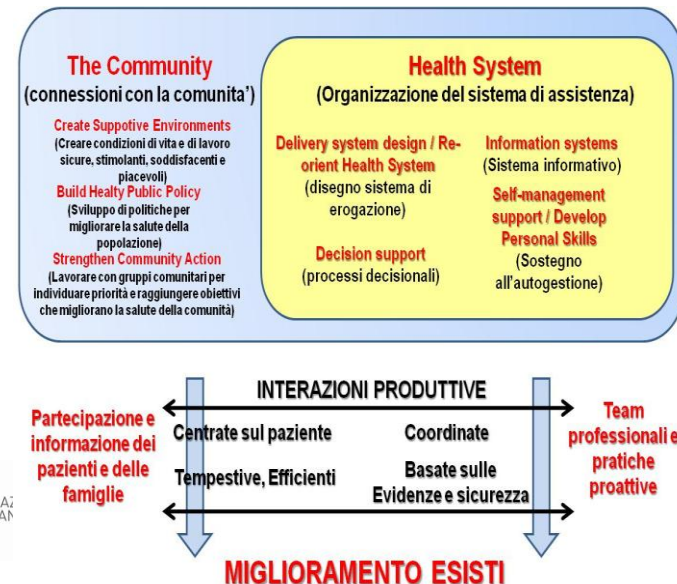 The Community
(connessioni con la comunita’)
Create Suppotive Environments
(Creare condizioni di vita e di lavoro
sicure, stimolanti, soddisfacenti e
piacevoli)
Build Healty Public Policy
(Sviluppo di politiche per
migliorare la salute della
popolazione)
Strengthen Community Action
(Lavorare con gruppi comunitari per
individuare priorità e raggiungere obiettivi
che migliorano la salute della comunità)
Health System
(Organizzazione del sistema di assistenza)
Delivery system design / Re-
orient Health System
(disegno sistema di
erogazione)
Decision support
(processi decisionali)
Information systems
(Sistema informativo)
Self-management
support / Develop
Personal Skills
(Sostegno
all’autogestione)
INTERAZIONI PRODUTTIVE
Partecipazione e
informazione dei
pazienti e delle
famiglie
Centrate sul paziente
Tempestive, Efficienti
Coordinate
Basate sulle
Evidenze e sicurezza
Team
professionali e
pratiche
proattive
MIGLIORAMENTO ESISTI